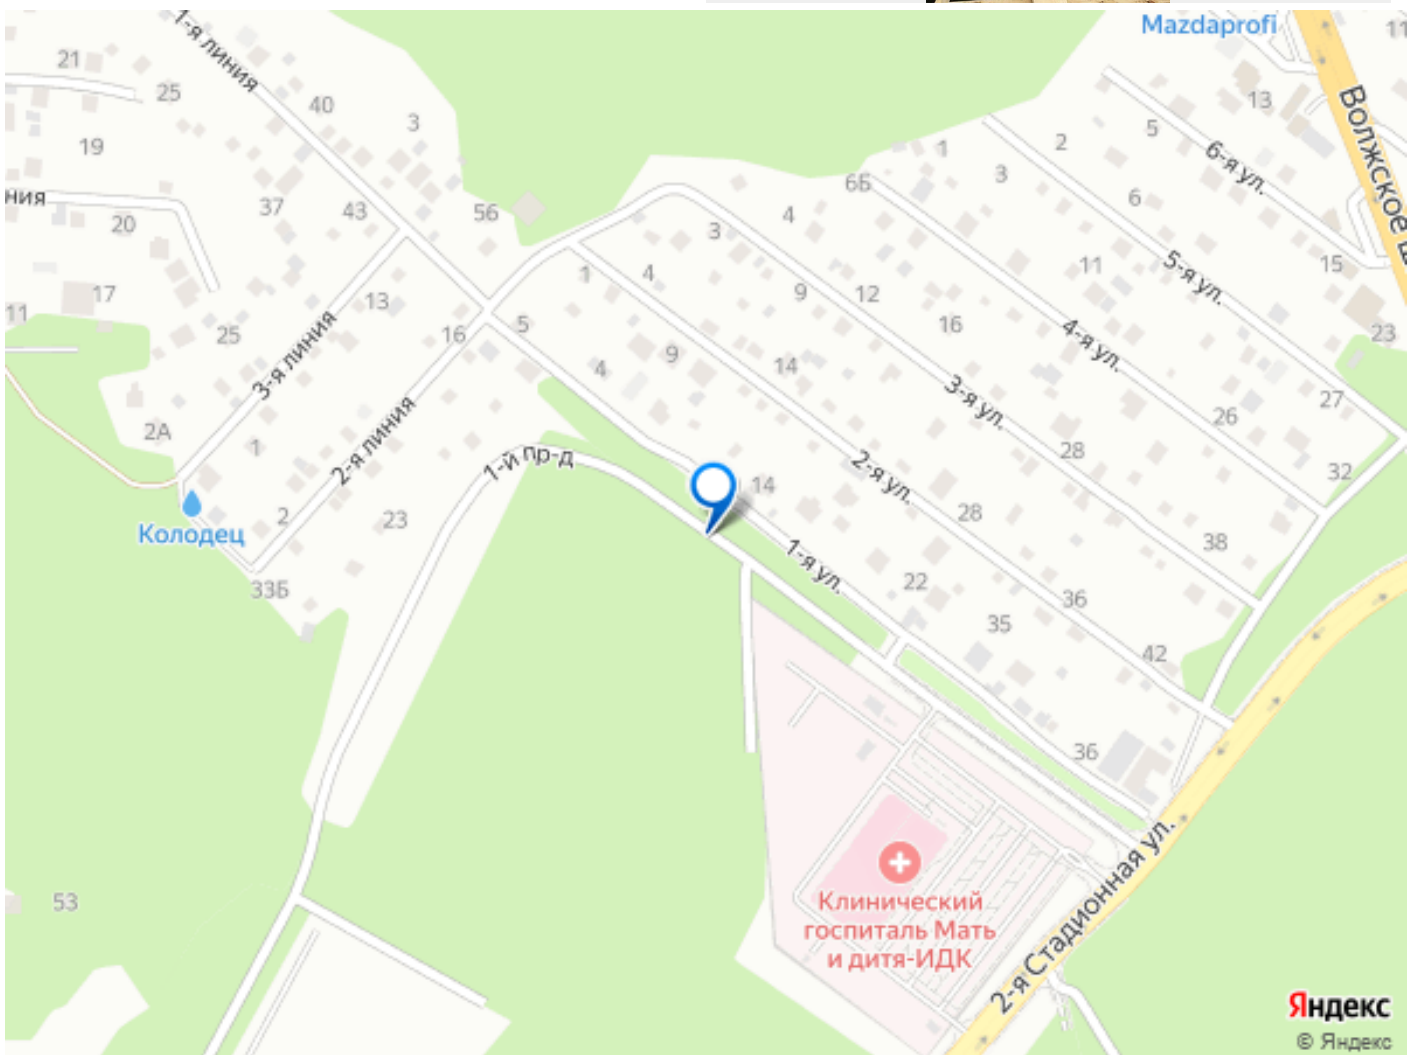 Mazdaprofi
11
1-я линия
21
25
40
3
13
Волжское ш
5
2
1
3
6-я ул.
19
6Б
6
ния
37
43
56
4
3
20
5-я ул.
15
11
1
4
9
12
17
13
11
16
5
16
25
4-я ул.
23
3-я линия
9
14
4
3-я ул.
27
26
2А
1
2-я линия
28
32
1-й пр-д
2-я ул.
14
2
23
28
38
Колодец
1-я ул.
33Б
22
36
35
42
36
53
Клинический
госпиталь Мать
и дитя-ИДК
2-я Стадионная ул.
Яндекс
© Яндекс